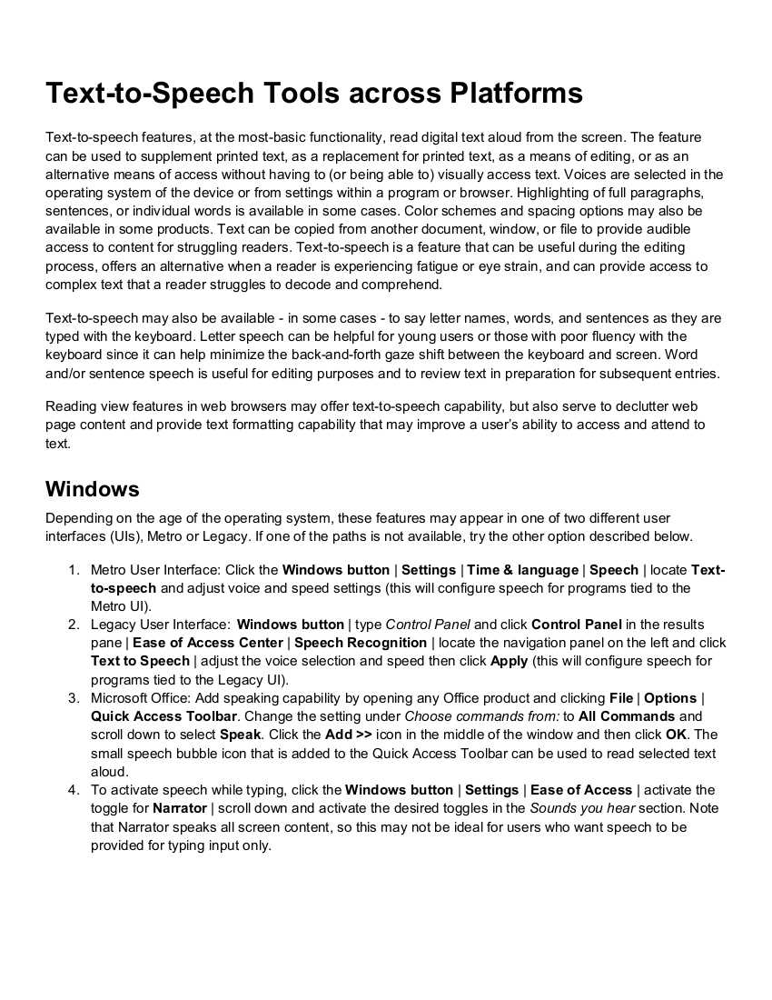 Text-to-Speech Tools across Platforms
Text-to-speech features, at the most-basic functionality, read digital text aloud from the screen. The feature
can be used to supplement printed text, as a replacement for printed text, as a means of editing, or as an
alternative means of access without having to (or being able to) visually access text. Voices are selected in the
operating system of the device or from settings within a program or browser. Highlighting of full paragraphs,
sentences, or individual words is available in some cases. Color schemes and spacing options may also be
available in some products. Text can be copied from another document, window, or file to provide audible
access to content for struggling readers. Text-to-speech is a feature that can be useful during the editing
process, offers an alternative when a reader is experiencing fatigue or eye strain, and can provide access to
complex text that a reader struggles to decode and comprehend.
Text-to-speech may also be available - in some cases - to say letter names, words, and sentences as they are
typed with the keyboard. Letter speech can be helpful for young users or those with poor fluency with the
keyboard since it can help minimize the back-and-forth gaze shift between the keyboard and screen. Word
and/or sentence speech is useful for editing purposes and to review text in preparation for subsequent entries.
Reading view features in web browsers may offer text-to-speech capability, but also serve to declutter web
page content and provide text formatting capability that may improve a user's ability to access and attend to
text.
Windows
Depending on the age of the operating system, these features may appear in one of two different user
interfaces (UIs), Metro or Legacy. If one of the paths is not available, try the other option described below.
1. Metro User Interface: Click the Windows button | Settings | Time & language | Speech | locate Text-
to-speech and adjust voice and speed settings (this will configure speech for programs tied to the
Metro UI).
2. Legacy User Interface: Windows button | type Control Panel and click Control Panel in the results
pane | Ease of Access Center | Speech Recognition | locate the navigation panel on the left and click
Text to Speech | adjust the voice selection and speed then click Apply (this will configure speech for
programs tied to the Legacy UI).
3. Microsoft Office: Add speaking capability by opening any Office product and clicking File | Options |
Quick Access Toolbar. Change the setting under Choose commands from: to All Commands and
scroll down to select Speak. Click the Add >> icon in the middle of the window and then click OK. The
small speech bubble icon that is added to the Quick Access Toolbar can be used to read selected text
aloud.
4. To activate speech while typing, click the Windows button | Settings | Ease of Access | activate the
toggle for Narrator | scroll down and activate the desired toggles in the Sounds you hear section. Note
that Narrator speaks all screen content, so this may not be ideal for users who want speech to be
provided for typing input only.